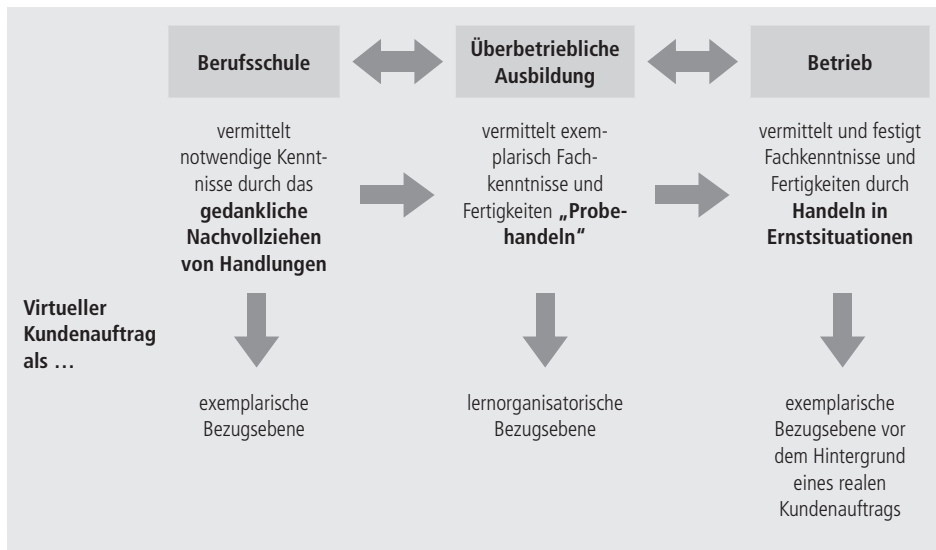 Berufsschule
Überbetriebliche
Ausbildung
Betrieb
vermittelt
notwendige Kennt-
nisse durch das
gedankliche
Nachvollziehen
von Handlungen
vermittelt exem-
plarisch Fach-
kenntnisse und
Fertigkeiten „Probe-
handeln“
vermittelt und festigt
Fachkenntnisse und
Fertigkeiten durch
Handeln in
Ernstsituationen
Virtueller
Kundenauftrag
als …
exemplarische
Bezugsebene
lernorganisatorische
Bezugsebene
exemplarische
Bezugsebene vor
dem Hintergrund
eines realen
Kundenauftrags